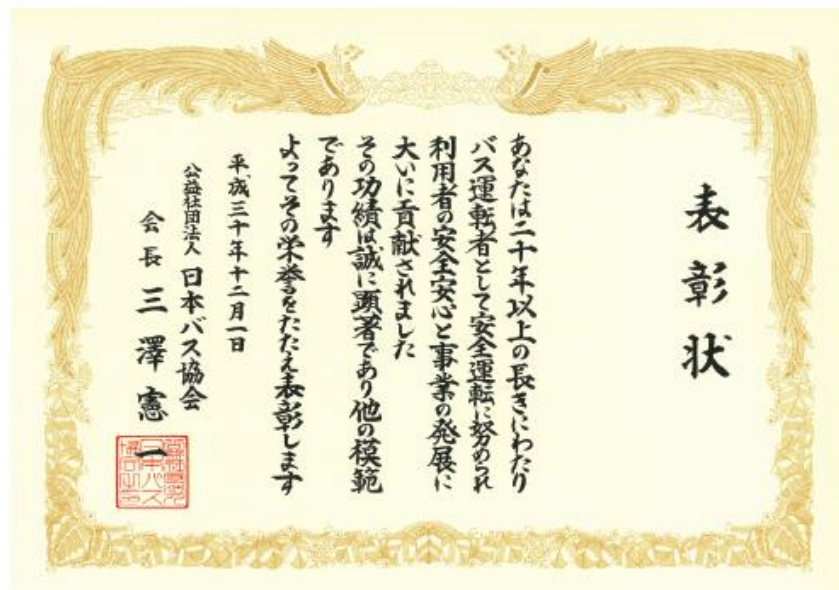 表彰状
あなたは二十年以上の長きにわたり
バス運転者として安全運転に努められ
利用者の安全安心と事業の発展に
大いに貢献されました
その功績は誠に顕著であり他の模範
であります
よってその栄誉をたたえ表彰します
平成三十年十二月一日
公益社団法人 日本バス協会
会長 三澤憲一